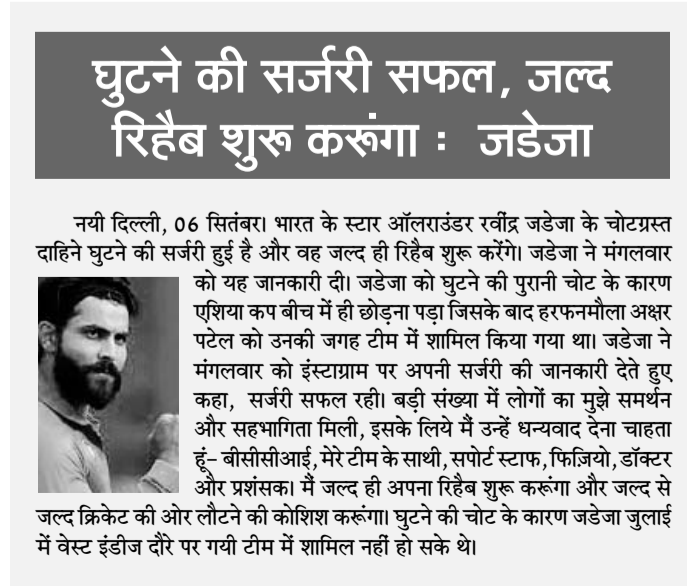 घुटने की सर्जरी सफल, जल्द
रिहैब शुरू करूंगा : जडेजा
नयी दिल्ली, 06 सितंबर। भारत के स्टार ऑलराउंडर रवींद्र जडेजा के चोटग्रस्त
दाहिने घुटने की सर्जरी हुई है और वह जल्द ही रिहैब शुरू करेंगे। जडेजा ने मंगलवार
को यह जानकारी दी। जडेजा को घुटने की पुरानी चोट के कारण
एशिया कप बीच में ही छोड़ना पड़ा जिसके बाद हरफनमौला अक्षर
पटेल को उनकी जगह टीम में शामिल किया गया था। जडेजा ने
मंगलवार को इंस्टाग्राम पर अपनी सर्जरी की जानकारी देते हुए
कहा, सर्जरी सफल रही। बड़ी संख्या में लोगों का मुझे समर्थन
और सहभागिता मिली, इसके लिये मैं उन्हें धन्यवाद देना चाहता
हूं– बीसीसीआई, मेरे टीम के साथी, सपोर्ट स्टाफ, फिज़ियो, डॉक्टर
और प्रशंसक। मैं जल्द ही अपना रिहैब शुरू करूंगा और जल्द से
जल्द क्रिकेट की ओर लौटने की कोशिश करूंगा। घुटने की चोट के कारण जडेजा जुलाई
में वेस्ट इंडीज दौरे पर गयी टीम में शामिल नहीं हो सके थे।